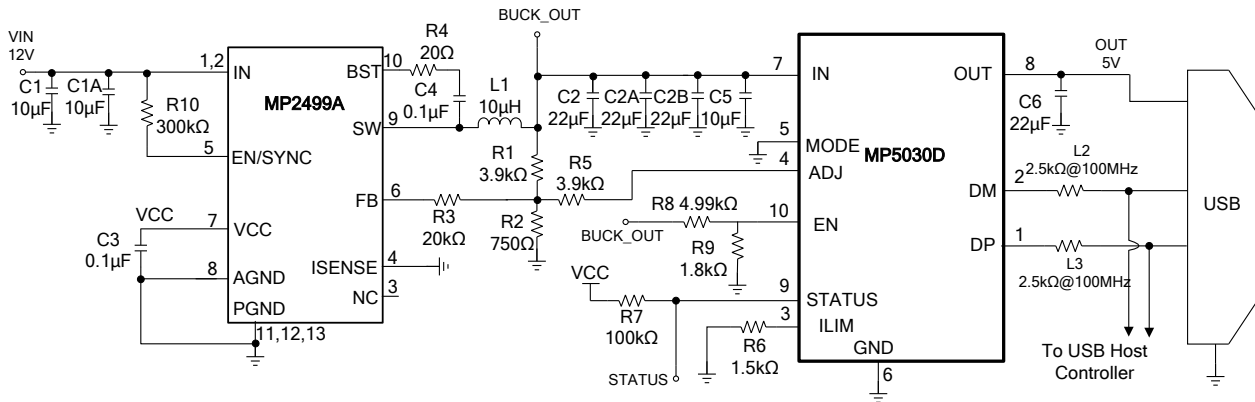 VIN
12V
C1
10µF
C1A
10µF
R10
300kΩ
1,2
IN
MP2499A
BST
10
R4
20Ω
C4
0.1µF
SW
9
L1
10µH
BUCK_OUT
5
EN/SYNC
FB
6
R3
20kΩ
R1
3.9kΩ
R5
3.9kΩ
R2
750Ω
VCC
7
VCC
C3
0.1µF
8
AGND
ISENSE
4
NC
3
PGND
11,12,13
C2
22µF
C2A
22µF
C2B
22µF
C5
10µF
7
IN
5
MODE
4
ADJ
MP5030D
R8 4.99kΩ
BUCK_OUT
R9
1.8kΩ
10
EN
VCC
R7
100kΩ
9
STATUS
3
ILIM
R6
1.5kΩ
STATUS
GND
6
OUT
8
OUT
5V
C6
22µF
L2
2.5kΩ@100MHz
DM
2
DP
1
L3
2.5kΩ@100MHz
USB
To USB Host
Controller